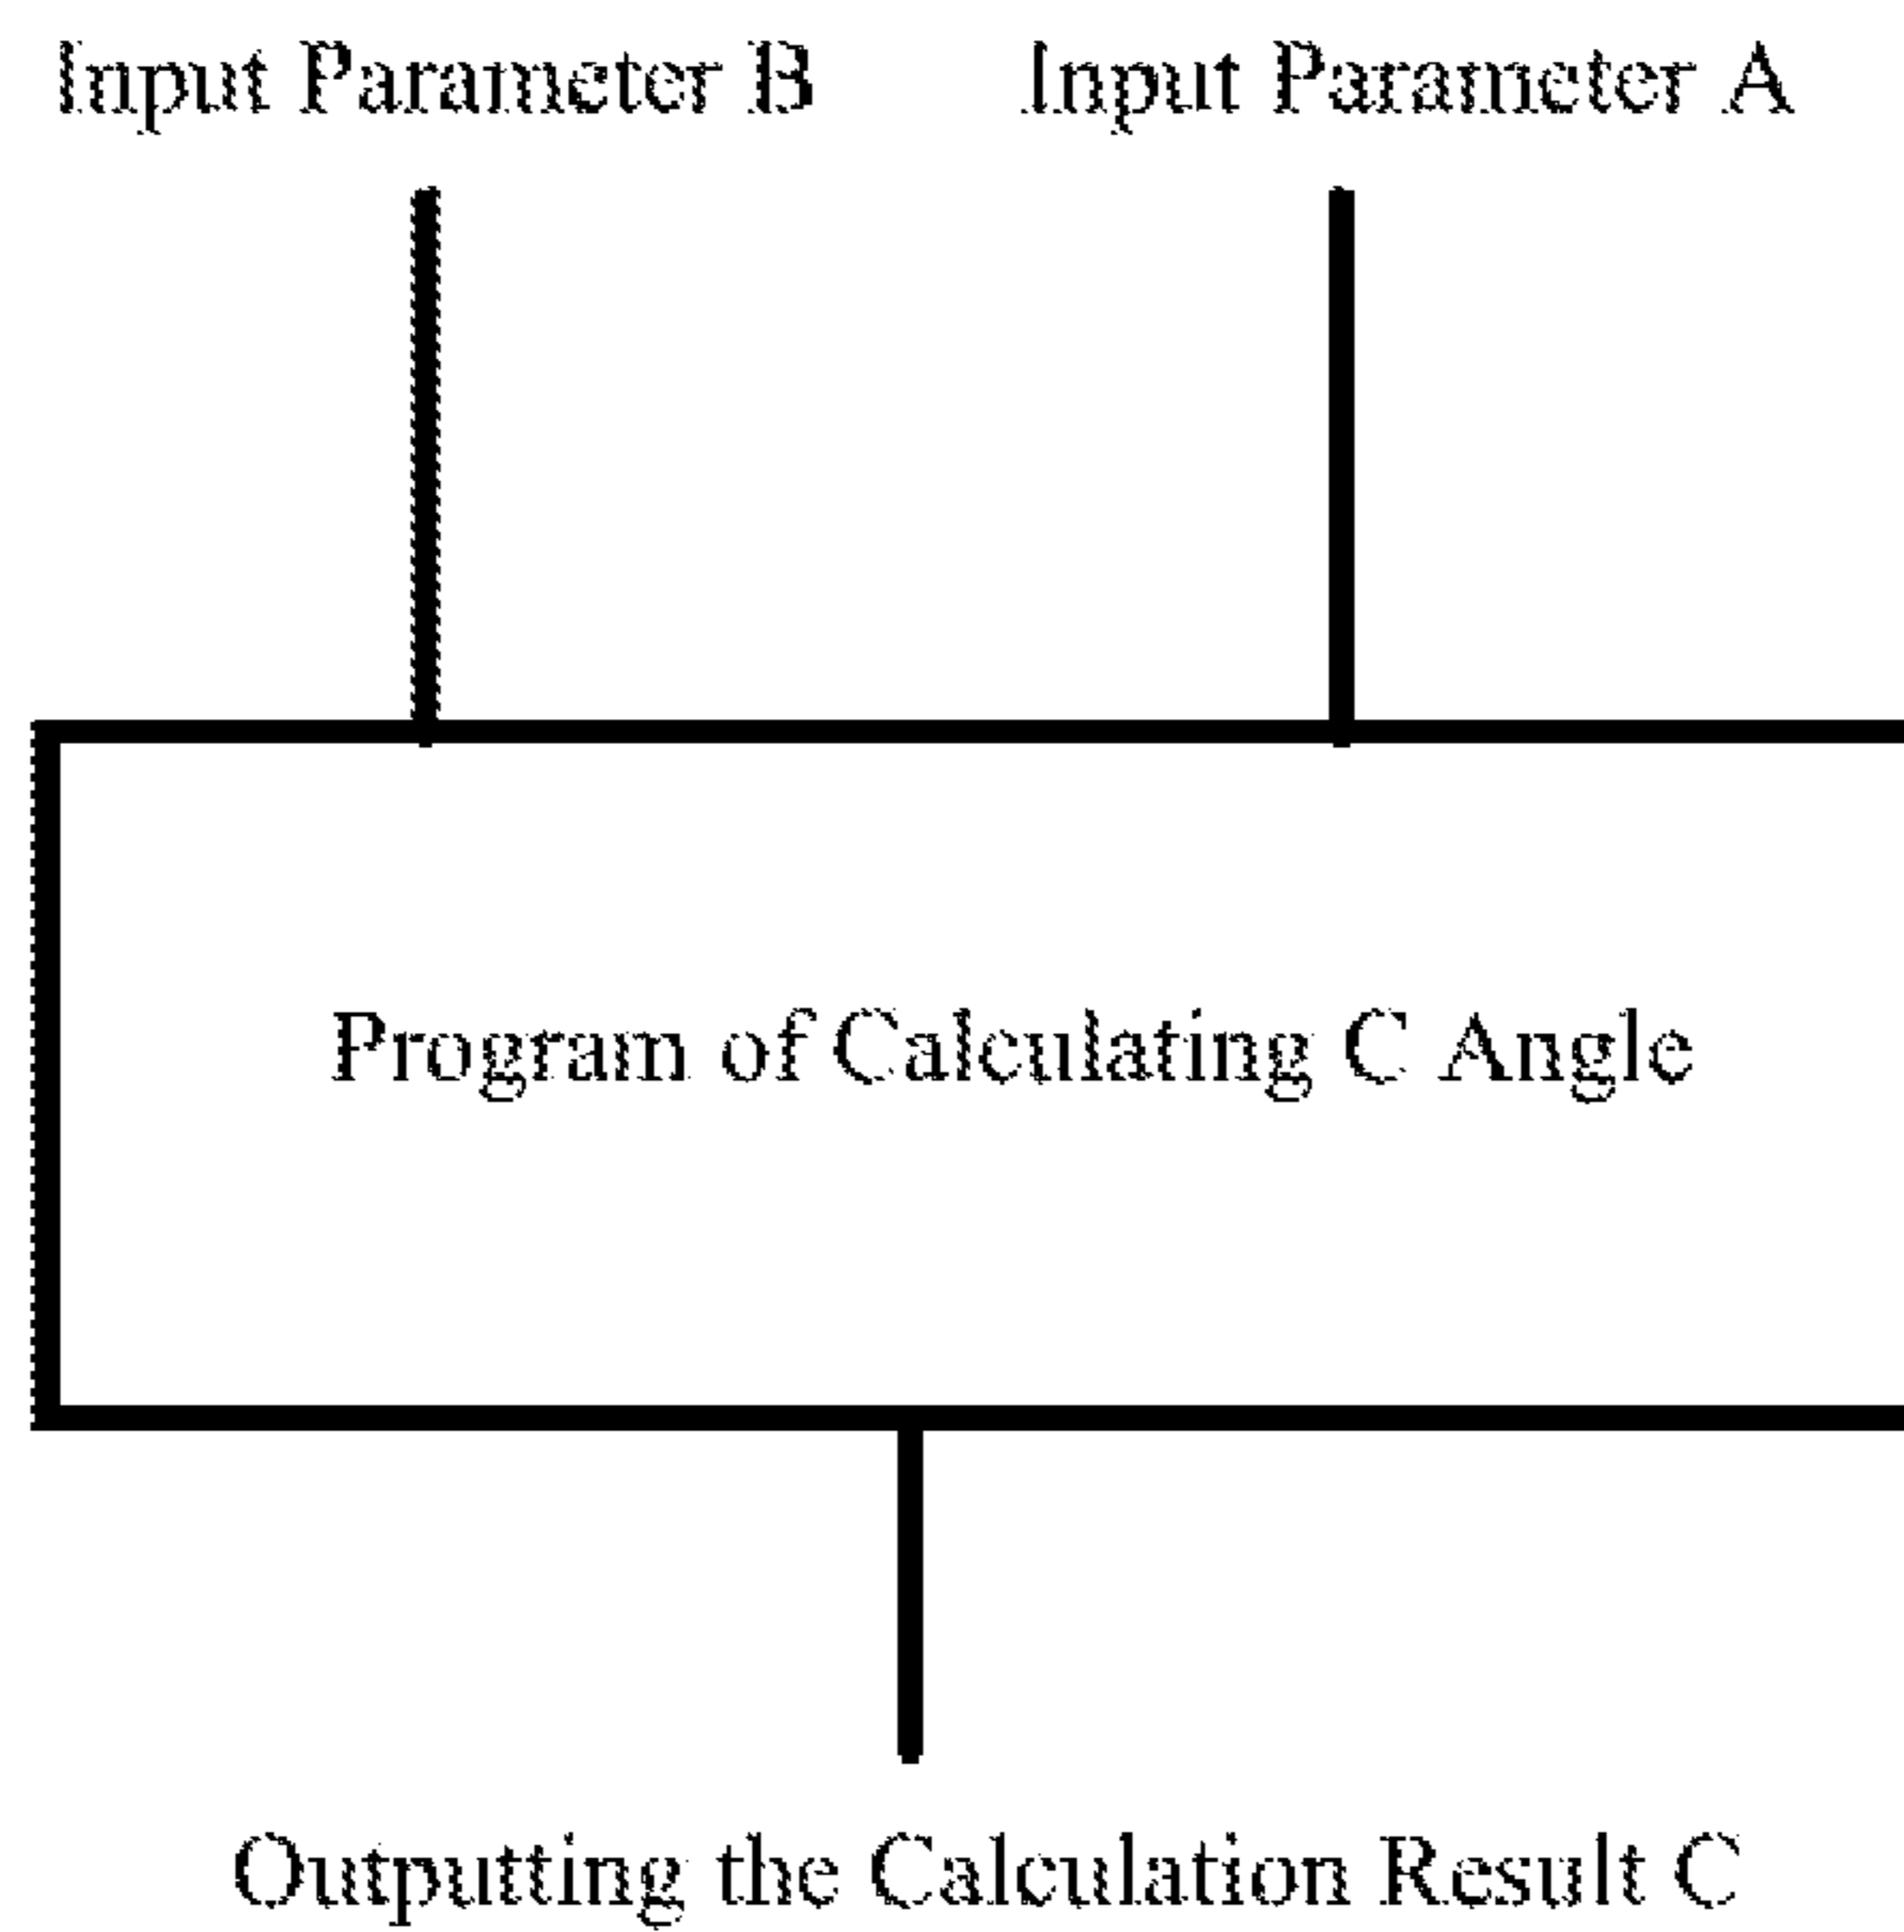 Input Parameter B Input Parameter A
Program of Calculating C Angle
Outputting the Calculation Result C